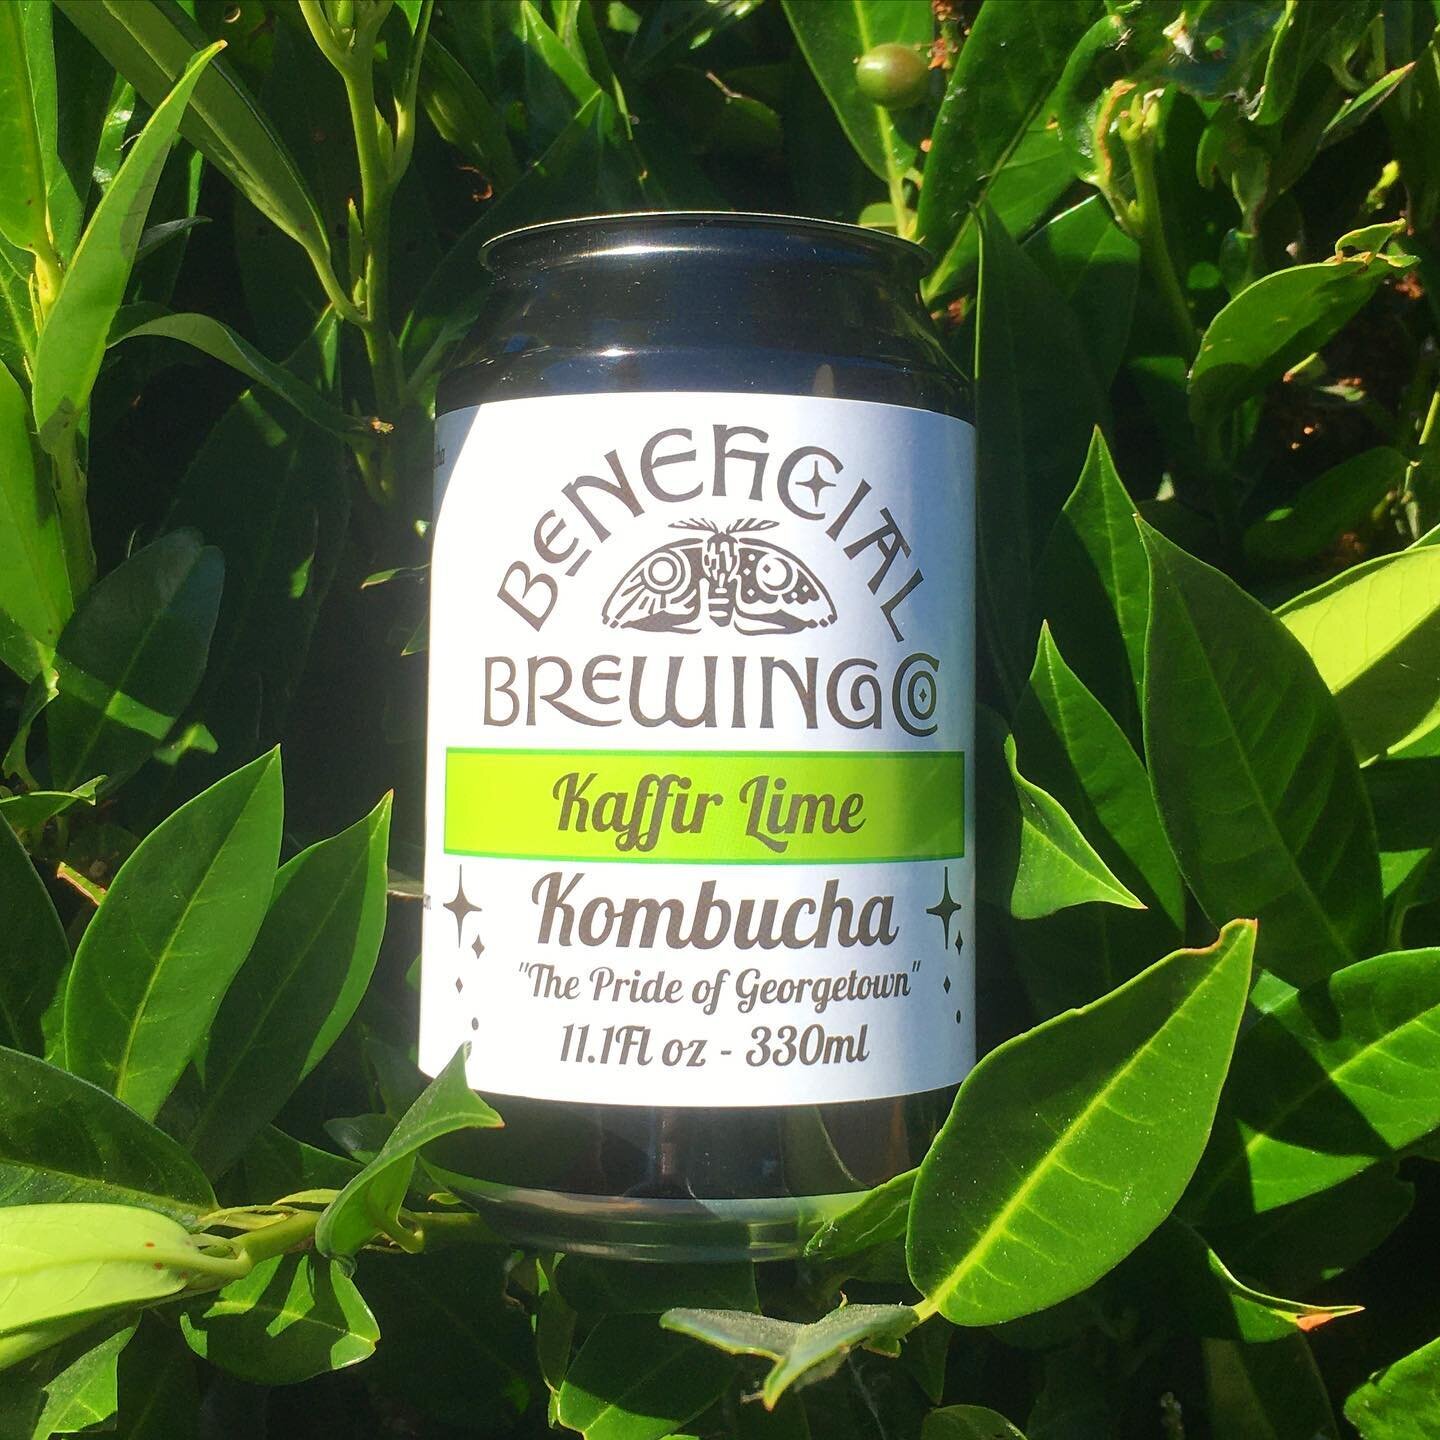 BENEFICIAL
BREWING CO
Kaffir Lime
Kombucha
"The Pride of Georgetown"
11.1Fl oz - 330ml